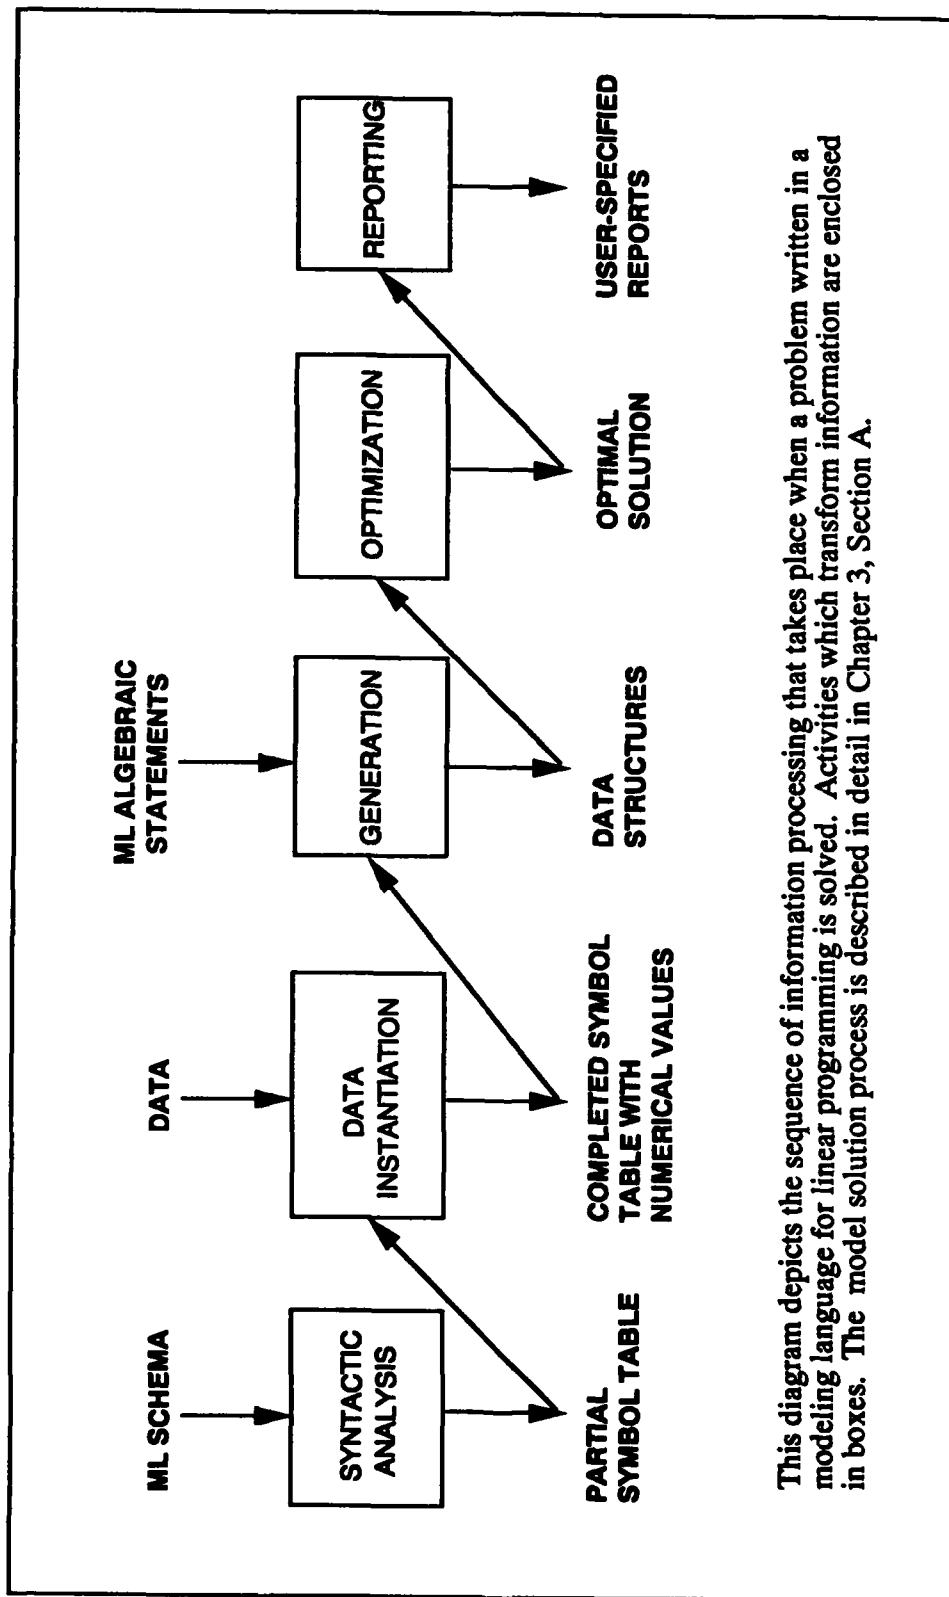 ML SCHEMA
DATA
ML ALGEBRAIC
STATEMENTS
SYNTACTIC
ANALYSIS
DATA
INSTANTIATION
GENERATION
OPTIMIZATION
REPORTING
PARTIAL
SYMBOL TABLE
COMPLETED SYMBOL
TABLE WITH
NUMERICAL VALUES
DATA
STRUCTURES
OPTIMAL
SOLUTION
USER-SPECIFIED
REPORTS
This diagram depicts the sequence of information processing that takes place when a problem written in a
modeling language for linear programming is solved. Activities which transform information are enclosed
in boxes. The model solution process is described in detail in Chapter 3, Section A.